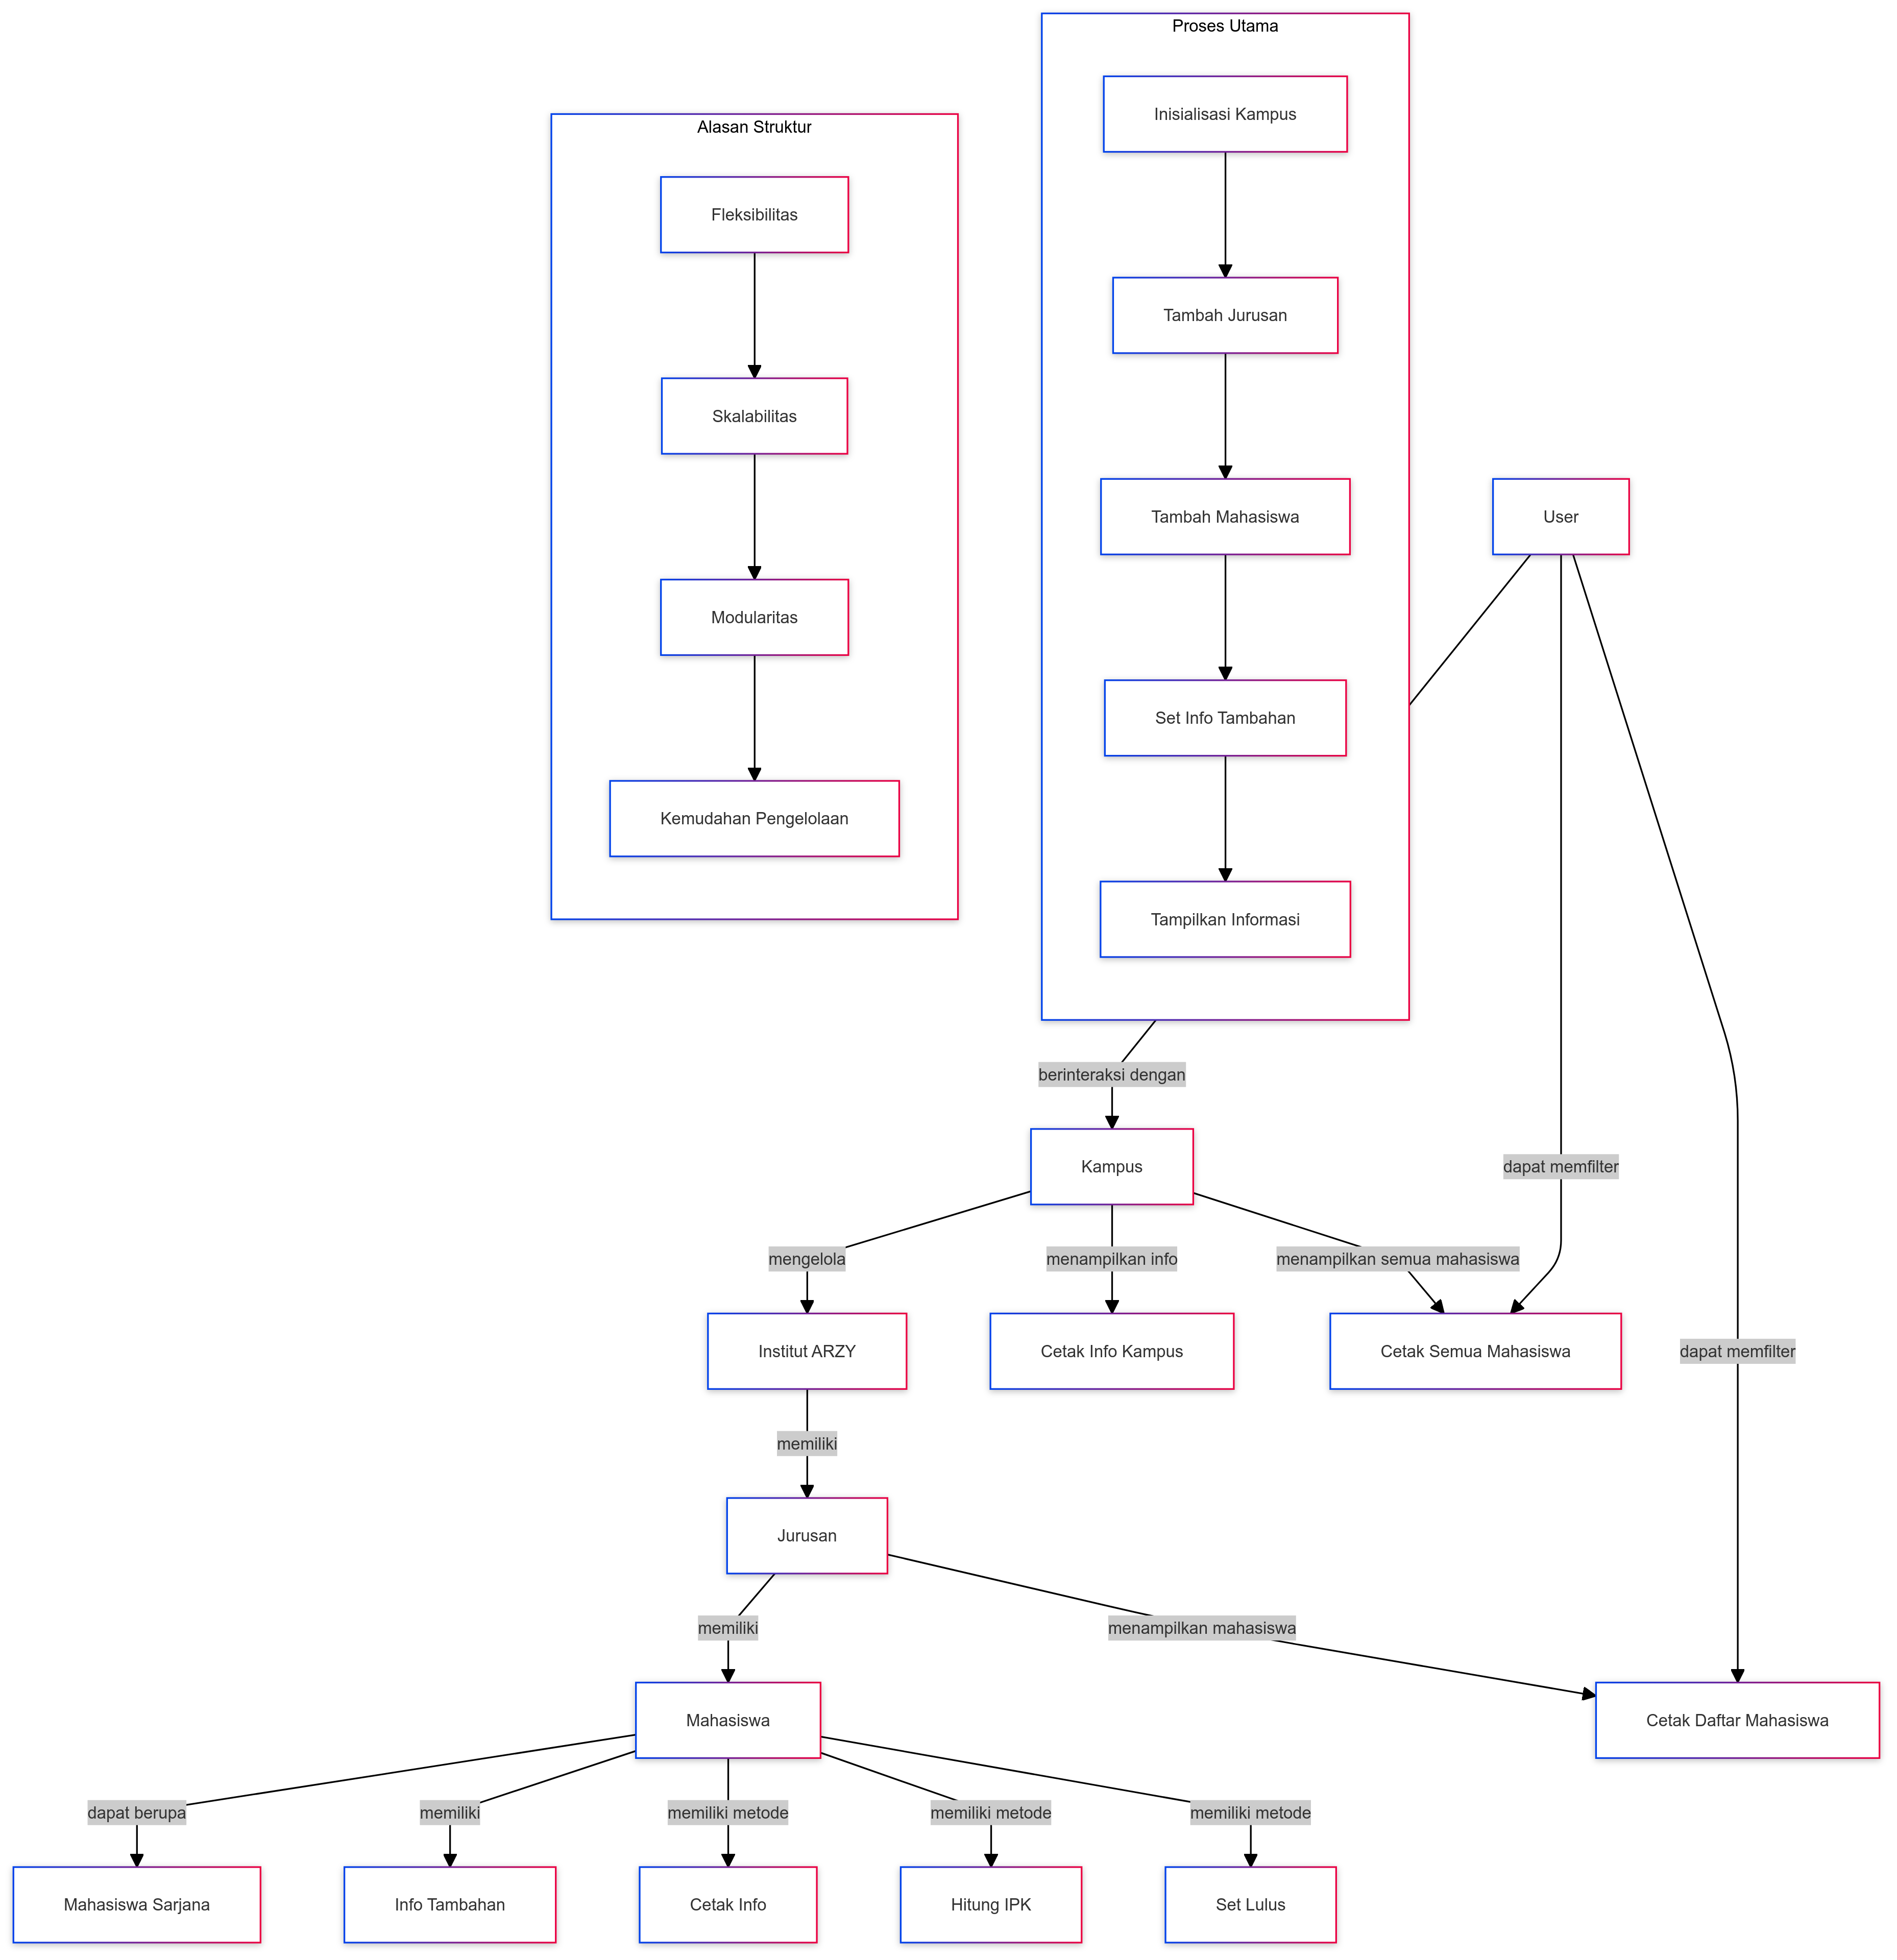 Proses Utama
Inisialisasi Kampus
Tambah Jurusan
Tambah Mahasiswa
Set Info Tambahan
Tampilkan Informasi
Alasan Struktur
Fleksibilitas
Skalabilitas
Modularitas
Kemudahan Pengelolaan
User
berinteraksi dengan
Kampus
dapat memfilter
mengelola
menampilkan info
menampilkan semua mahasiswa
Institut ARZY
Cetak Info Kampus
Cetak Semua Mahasiswa
dapat memfilter
memiliki
Jurusan
memiliki
menampilkan mahasiswa
Mahasiswa
Cetak Daftar Mahasiswa
dapat berupa
memiliki
memiliki metode
memiliki metode
memiliki metode
Mahasiswa Sarjana
Info Tambahan
Cetak Info
Hitung IPK
Set Lulus